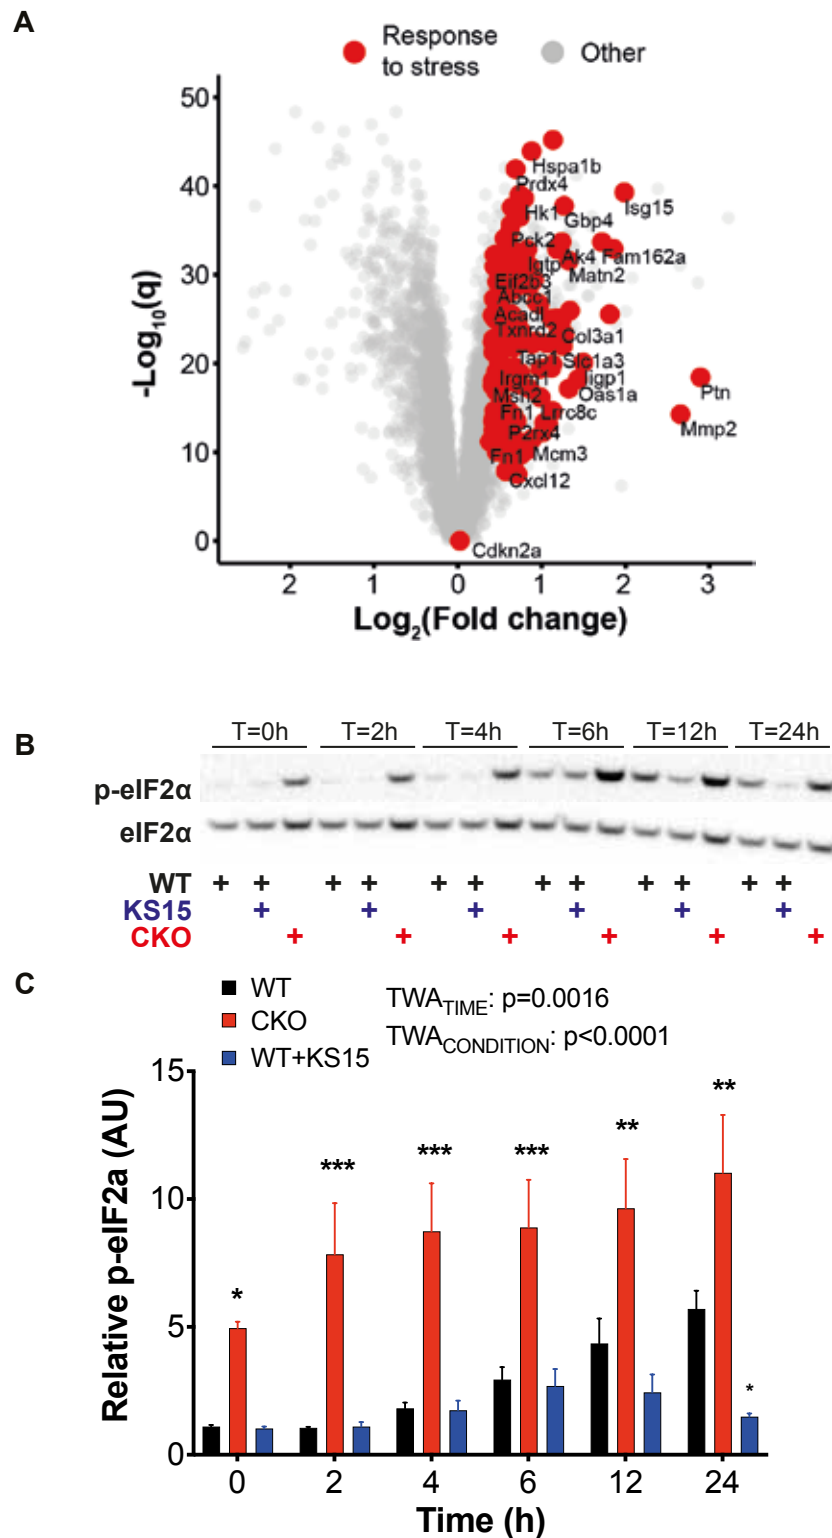 A
Response
to stress
Other
-Log10(q)
50
40
30
20
10
0
Hspa1b
Prdx4
Isg15
Hk1
Gbp4
Pck2
Ak4
Fam162a
Igtp
Matn2
Eif2b3
Abcc1
Acadl
Txnrd2
Col3a1
Tap1
Slc1a3
Irgm1
Iigp1
Ptn
Msh2
Oas1a
Fn1
Lrrc8c
Mmp2
P2rx4
Fn1
Mcm3
Cxcl12
Cdkn2a
2 1 0 1 2 3
Log2(Fold change)
B
T=0h T=2h T=4h T=6h T=12h T=24h
p-eIF2α
eIF2α
WT + + + + + + + + + + + +
KS15 + + + + + +
CKO + + + + + +
C
WT
CKO
WT+KS15
TWATIME: p=0.0016
TWACONDITION: p<0.0001
Relative p-eIF2a (AU)
15
10
5
0
* *** *** *** ** **
*
0 2 4 6 12 24
Time (h)